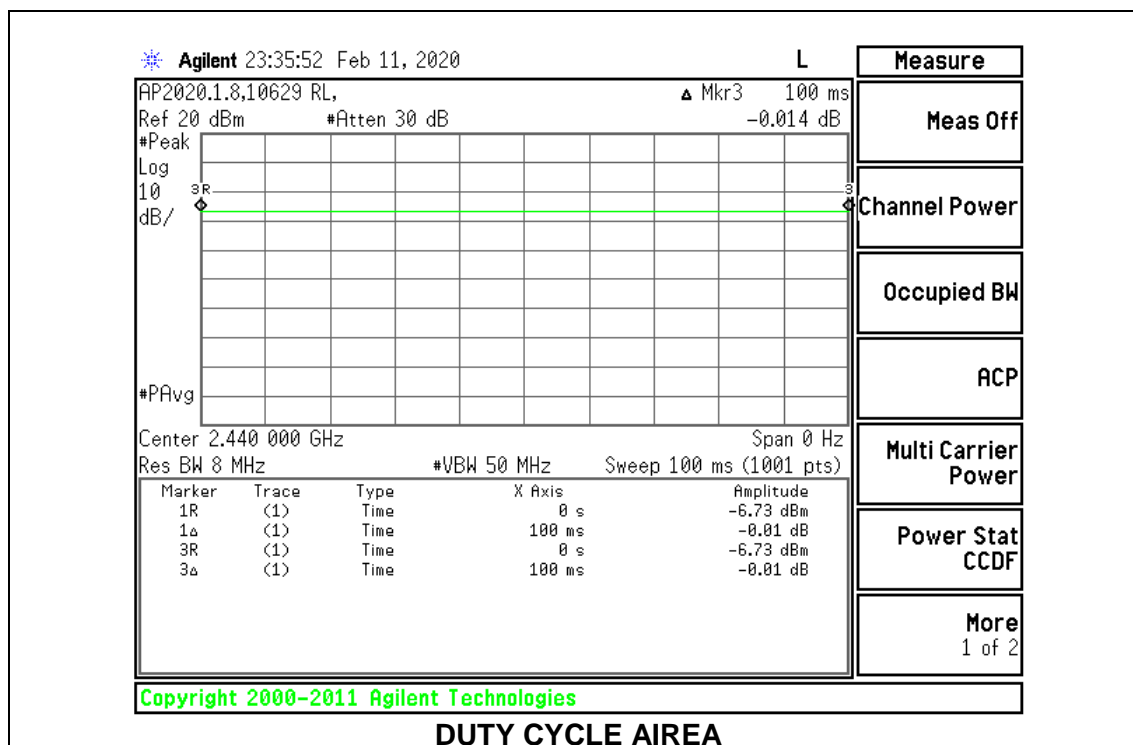 Agilent 23:35:52 Feb 11, 2020 L
AP2020.1.8,10629 RL, Δ Mkr3 100 ms
Ref 20 dBm #Atten 30 dB -0.014 dB
#Peak
Log
10
dB/
3R
3
#PAvg
Center 2.440 000 GHz Span 0 Hz
Res BW 8 MHz #VBW 50 MHz Sweep 100 ms (1001 pts)
Marker Trace Type X Axis Amplitude
1R (1) Time 0 s -6.73 dBm
1Δ (1) Time 100 ms -0.01 dB
3R (1) Time 0 s -6.73 dBm
3Δ (1) Time 100 ms -0.01 dB
Measure
Meas Off
Channel Power
Occupied BW
ACP
Multi Carrier
Power
Power Stat
CCDF
More
1 of 2
Copyright 2000-2011 Agilent Technologies
DUTY CYCLE AIREA